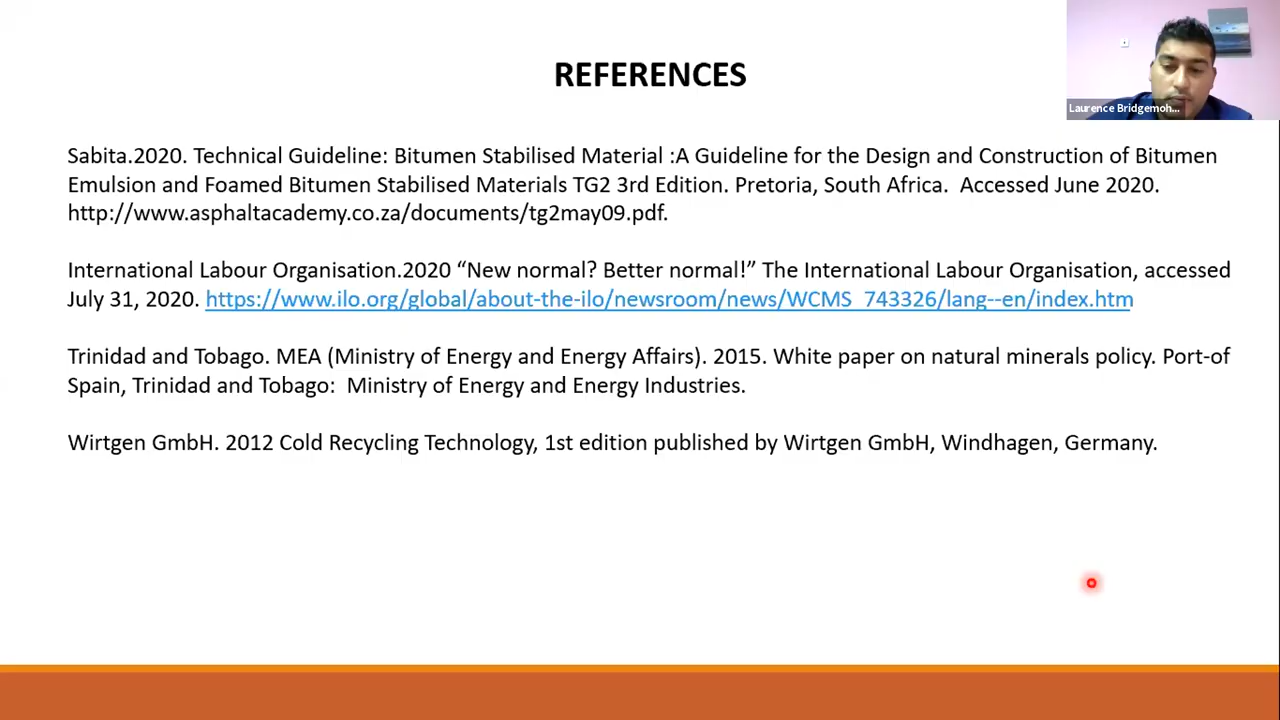 REFERENCES
Laurence Bridgemoh...
Sabita.2020. Technical Guideline: Bitumen Stabilised Material :A Guideline for the Design and Construction of Bitumen
Emulsion and Foamed Bitumen Stabilised Materials TG2 3rd Edition. Pretoria, South Africa.  Accessed June 2020.
http://www.asphaltacademy.co.za/documents/tg2may09.pdf.
International Labour Organisation.2020 “New normal? Better normal!” The International Labour Organisation, accessed
July 31, 2020. https://www.ilo.org/global/about-the-ilo/newsroom/news/WCMS_743326/lang--en/index.htm
Trinidad and Tobago. MEA (Ministry of Energy and Energy Affairs). 2015. White paper on natural minerals policy. Port-of
Spain, Trinidad and Tobago:  Ministry of Energy and Energy Industries.
Wirtgen GmbH. 2012 Cold Recycling Technology, 1st edition published by Wirtgen GmbH, Windhagen, Germany.